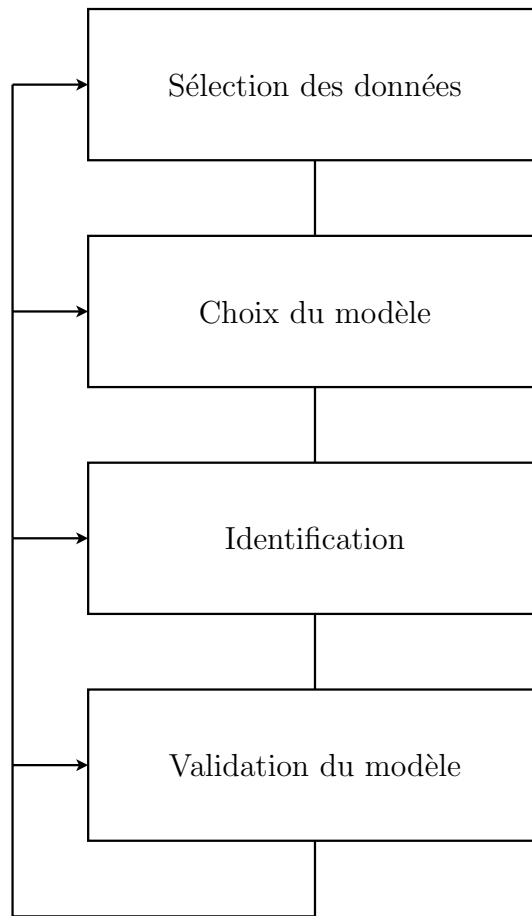 Sélection des données
Choix du modèle
Identification
Validation du modèle